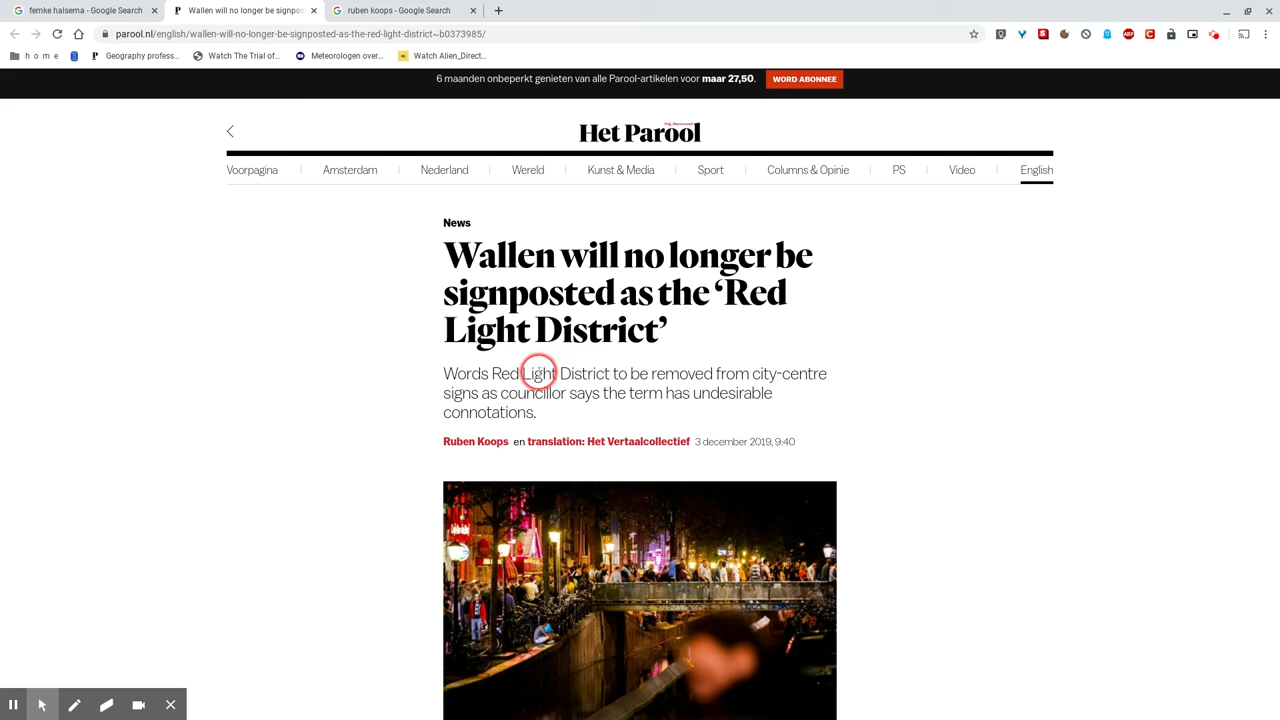 femke halsema - Google Search
Wallen will no longer be signpo
ruben koops - Google Search
parool.nl/english/wallen-will-no-longer-be-signposted-as-the-red-light-district~b0373985/
h o m e
Geography profess...
Watch The Trial of...
Meteorologen over...
Watch Alien_Direct...
6 maanden onbeperkt genieten van alle Parool-artikelen voor maar 27,50.
WORD ABONNEE
Het Parool
Voorpagina
Amsterdam
Nederland
Wereld
Kunst & Media
Sport
Columns & Opinie
PS
Video
English
News
Wallen will no longer be
signposted as the ‘Red
Light District’
Words Red Light District to be removed from city-centre
signs as councillor says the term has undesirable
connotations.
Ruben Koops en translation: Het Vertaalcollectief 3 december 2019, 9:40